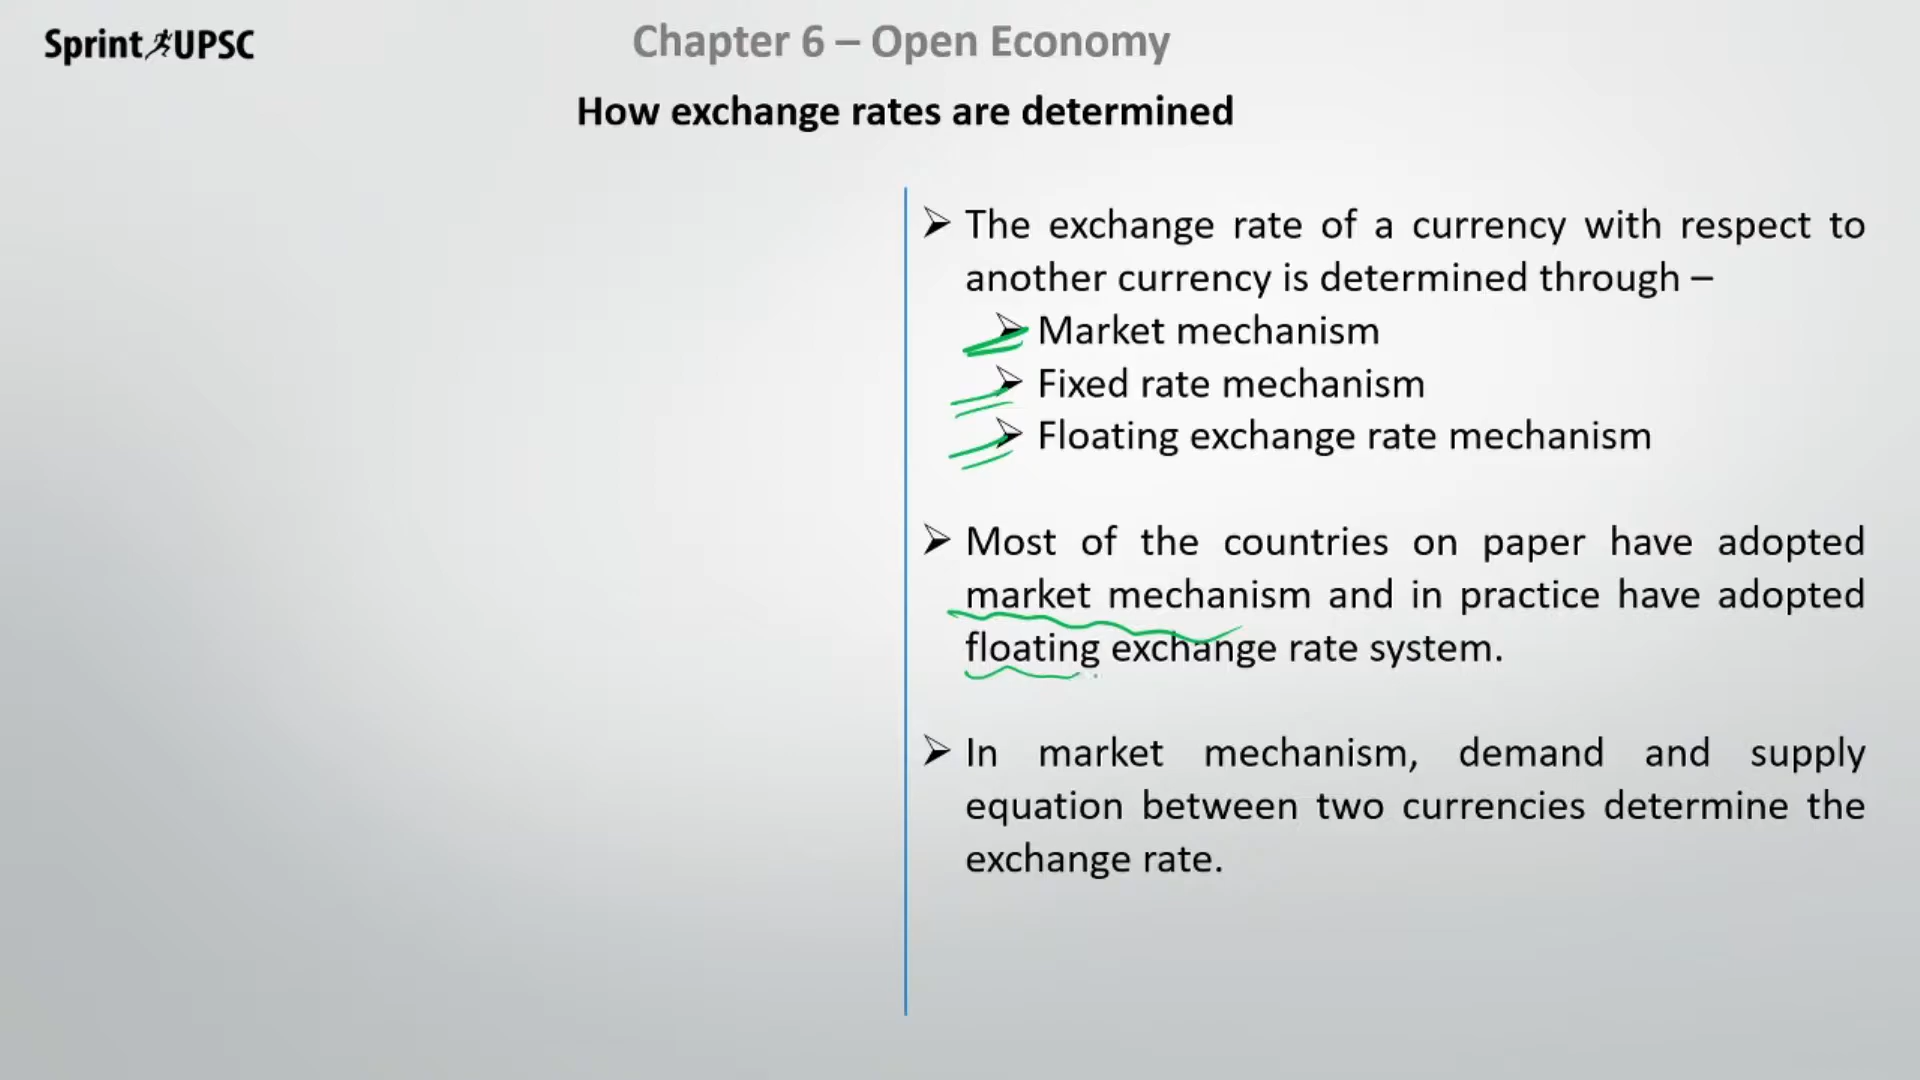 Sprint UPSC
Chapter 6 – Open Economy
How exchange rates are determined
➢ The exchange rate of a currency with respect to
another currency is determined through –
➢ Market mechanism
➢ Fixed rate mechanism
➢ Floating exchange rate mechanism
➢ Most of the countries on paper have adopted
market mechanism and in practice have adopted
floating exchange rate system.
➢ In market mechanism, demand and supply
equation between two currencies determine the
exchange rate.